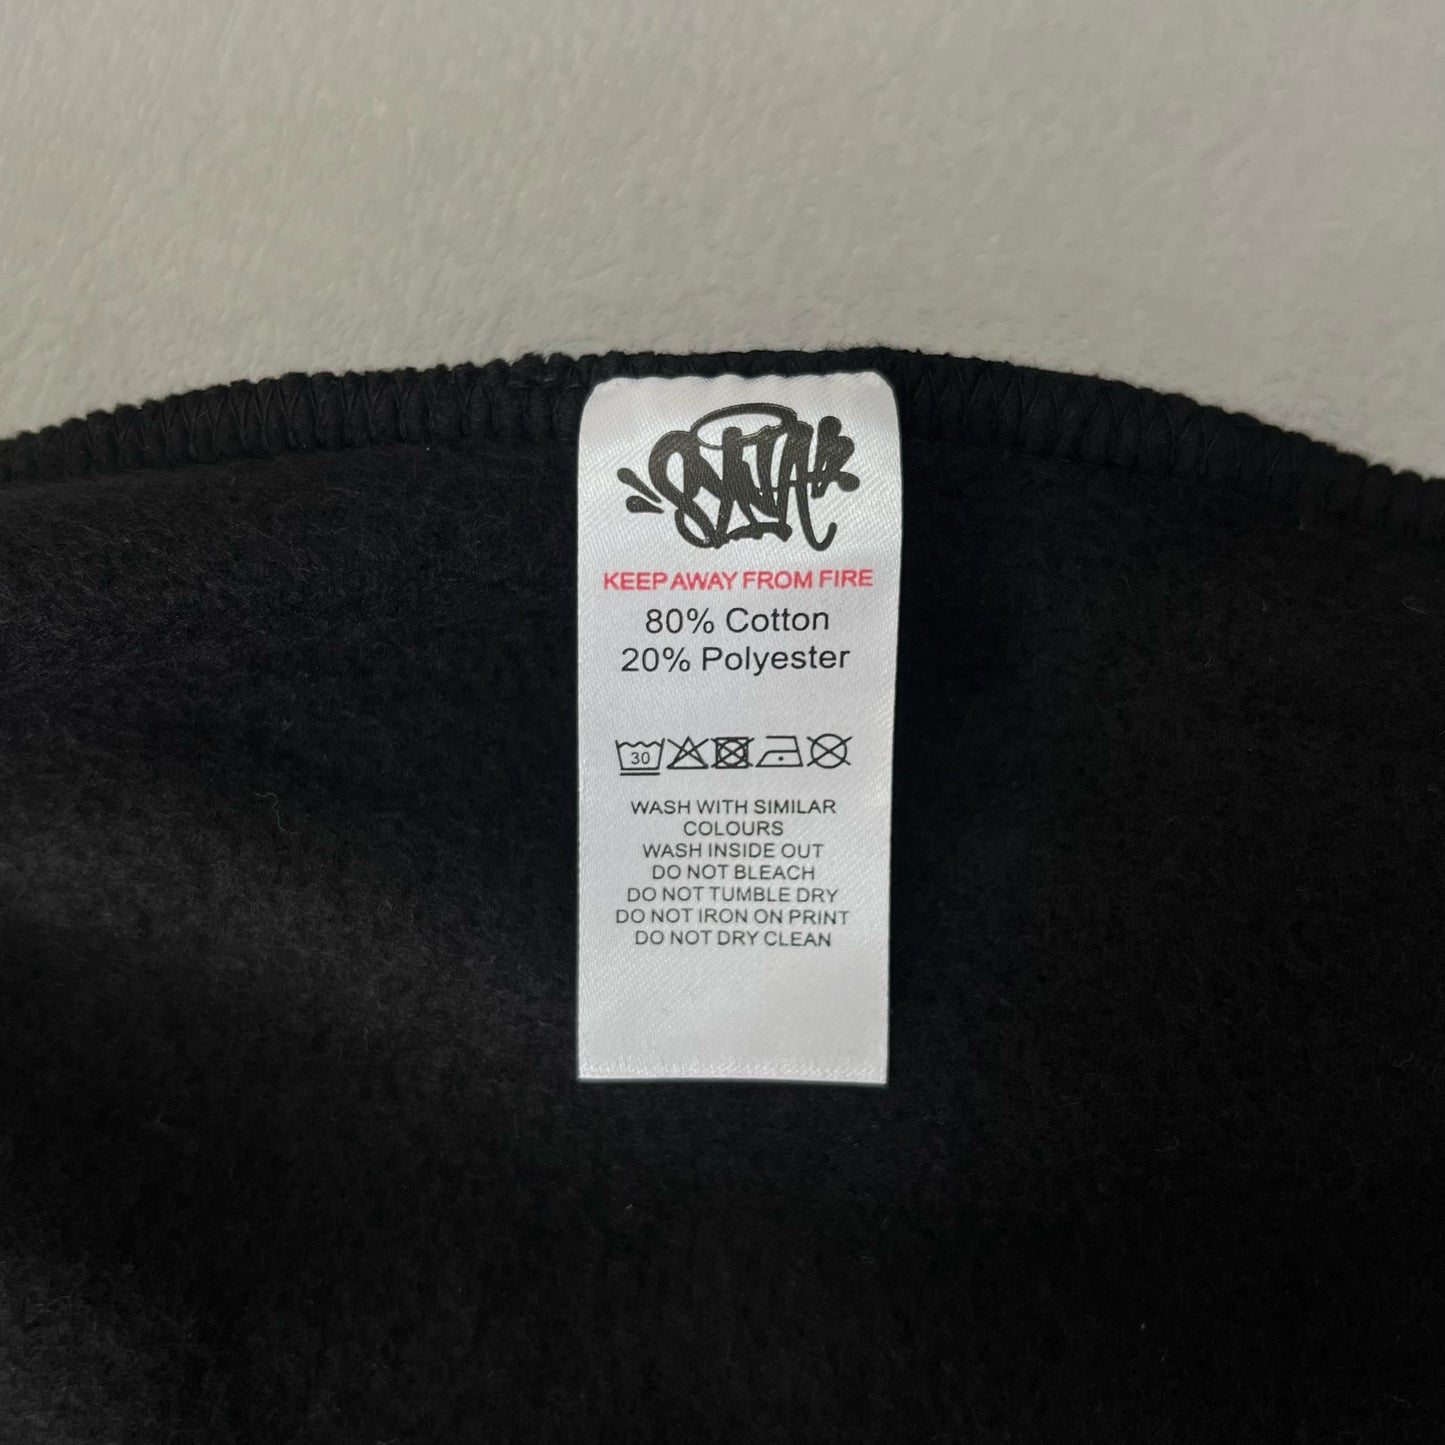 KEEP AWAY FROM FIRE
80% Cotton
20% Polyester
30
WASH WITH SIMILAR
COLOURS
WASH INSIDE OUT
DO NOT BLEACH
DO NOT TUMBLE DRY
DO NOT IRON ON PRINT
DO NOT DRY CLEAN